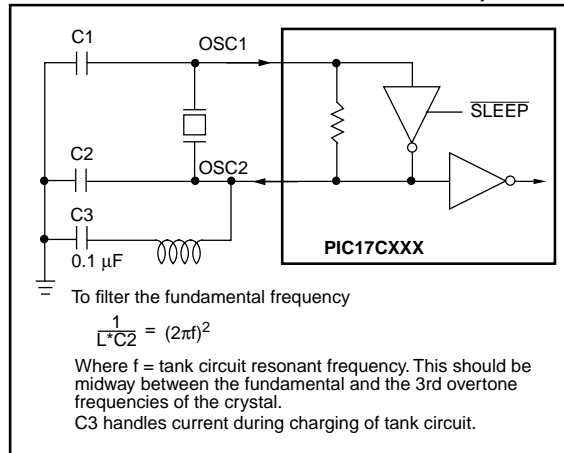 C1
OSC1
SLEEP
C2
OSC2
C3
0.1 µF
PIC17CXXX
To filter the fundamental frequency
1
L*C2 = (2πf)2
Where f = tank circuit resonant frequency. This should be
midway between the fundamental and the 3rd overtone
frequencies of the crystal.
C3 handles current during charging of tank circuit.